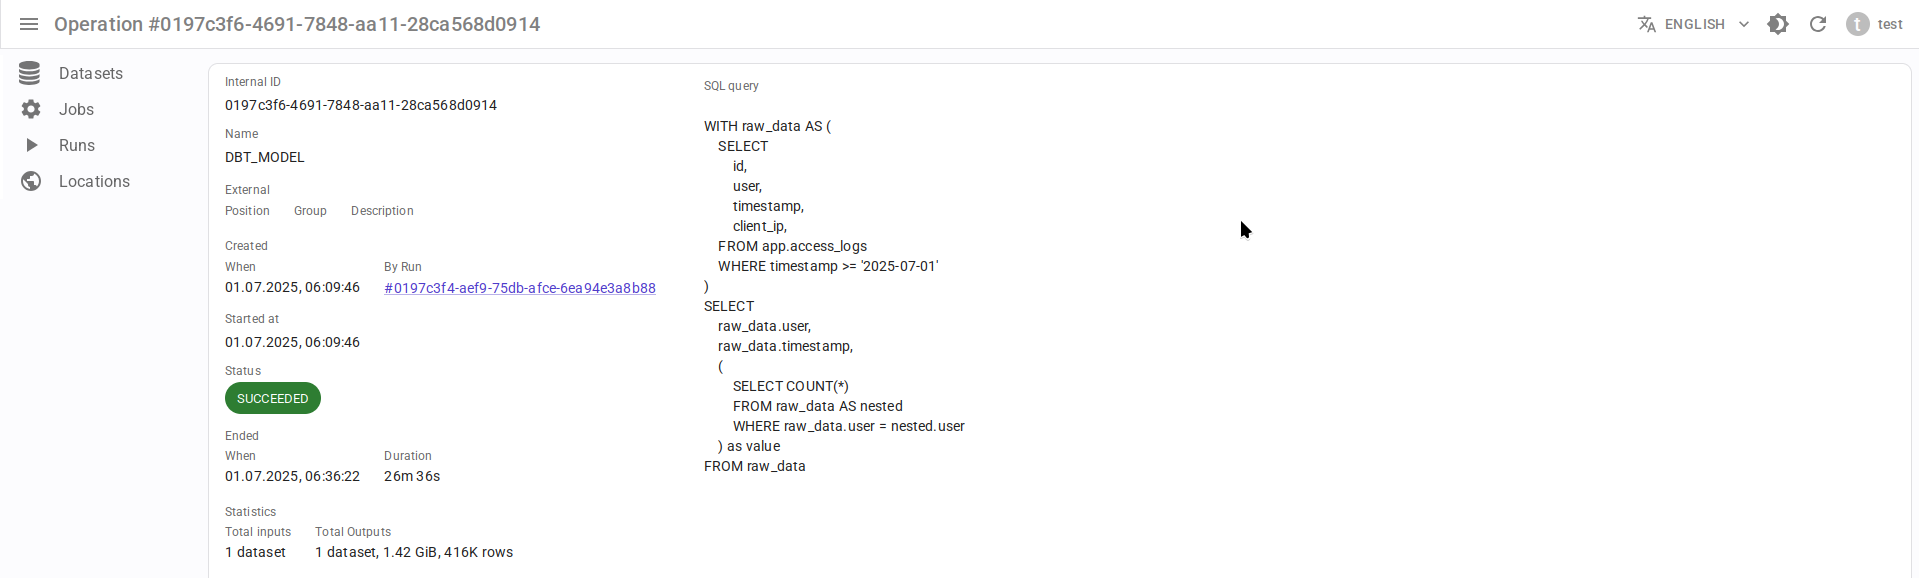 Operation #0197c3f6-4691-7848-aa11-28ca568d0914
ENGLISH
t
test
Datasets
Jobs
Runs
Locations
Internal ID
0197c3f6-4691-7848-aa11-28ca568d0914
Name
DBT_MODEL
External
Position Group Description
Created
When By Run
01.07.2025, 06:09:46 #0197c3f4-aef9-75db-afce-6ea94e3a8b88
Started at
01.07.2025, 06:09:46
Status
SUCCEEDED
Ended
When Duration
01.07.2025, 06:36:22 26m 36s
Statistics
Total inputs Total Outputs
1 dataset 1 dataset, 1.42 GiB, 416K rows
SQL query
WITH raw_data AS (
SELECT
id,
user,
timestamp,
client_ip,
FROM app.access_logs
WHERE timestamp >= '2025-07-01'
)
SELECT
raw_data.user,
raw_data.timestamp,
(
SELECT COUNT(*)
FROM raw_data AS nested
WHERE raw_data.user = nested.user
) as value
FROM raw_data